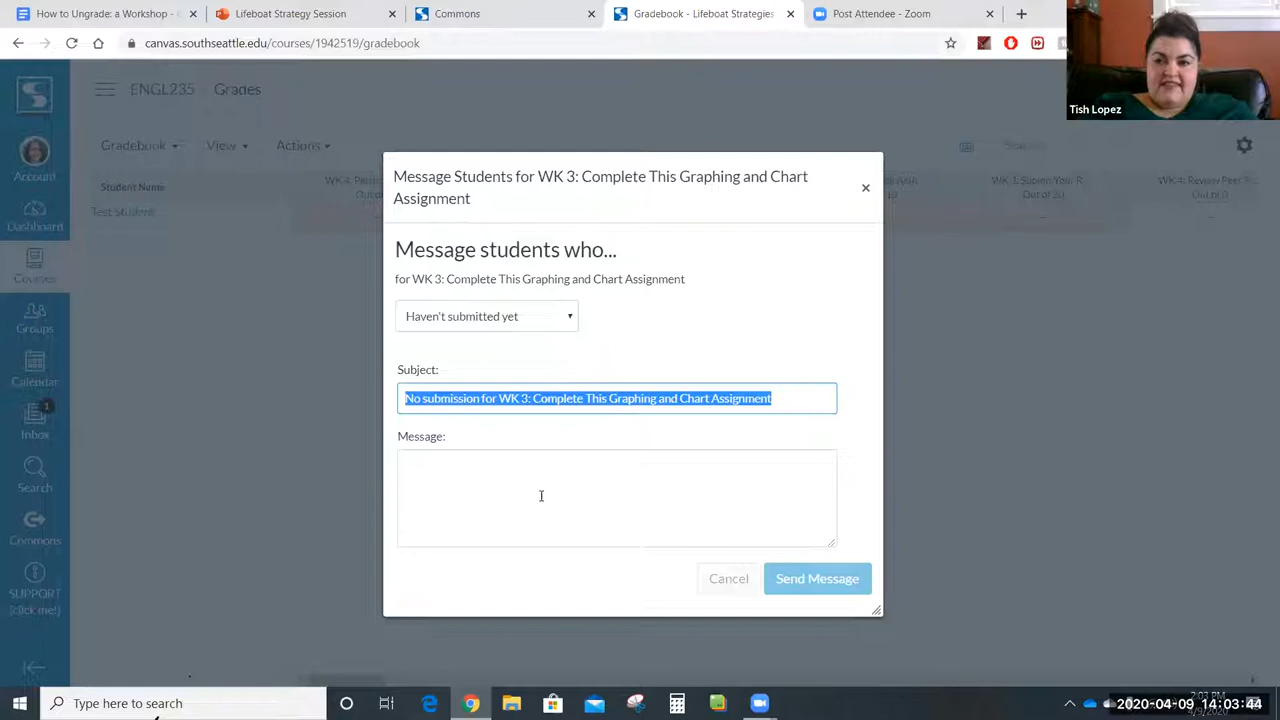 How to Ungrade: a Workshop -
Lifeboat Strategy Session
Commons
Gradebook - Lifeboat Strategies
Post Attendee - Zoom
canvas.southseattle.edu/courses/1942519/gradebook
Tish Lopez
ENGL235
Grades
Gradebook
View
Actions
Student Name
Test Student
Account
Dashboard
Courses
Groups
Calendar
1
Inbox
Search
Commons
SUPPORT
[click me!]
Message Students for WK 3: Complete This Graphing and Chart
Assignment
×
Message students who...
for WK 3: Complete This Graphing and Chart Assignment
Haven't submitted yet
Subject:
No submission for WK 3: Complete This Graphing and Chart Assignment
Message:
Cancel
Send Message
Type here to search
2020-04-09 14:03:44